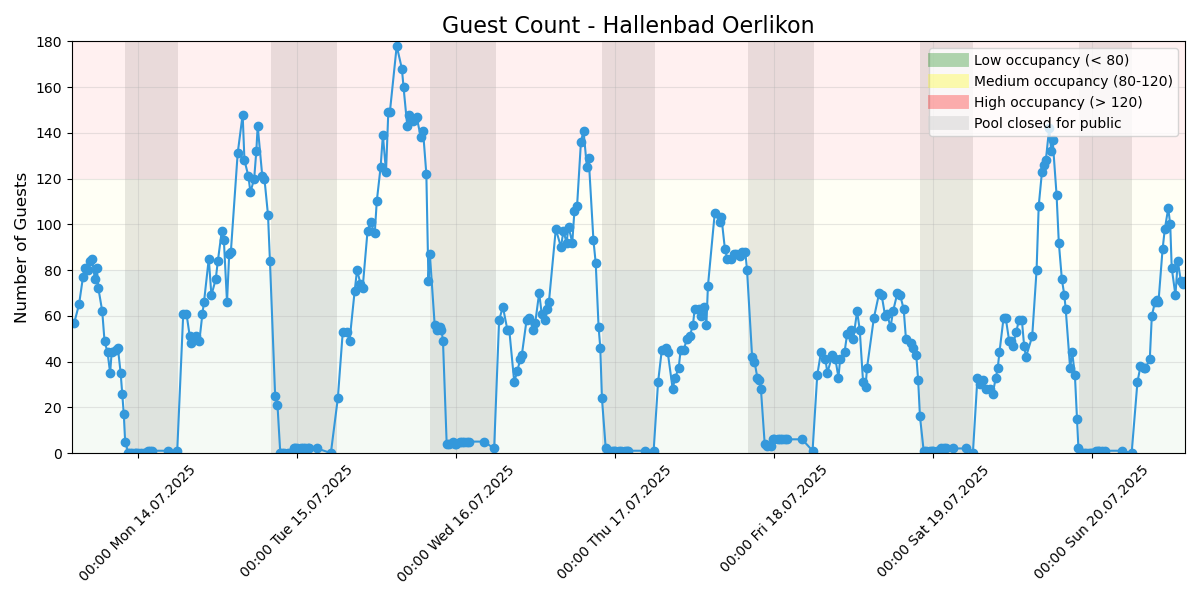 Guest Count - Hallenbad Oerlikon
Number of Guests
180
160
140
120
100
80
60
40
20
0
Low occupancy (< 80)
Medium occupancy (80-120)
High occupancy (> 120)
Pool closed for public
00:00 Mon 14.07.2025
00:00 Tue 15.07.2025
00:00 Wed 16.07.2025
00:00 Thu 17.07.2025
00:00 Fri 18.07.2025
00:00 Sat 19.07.2025
00:00 Sun 20.07.2025